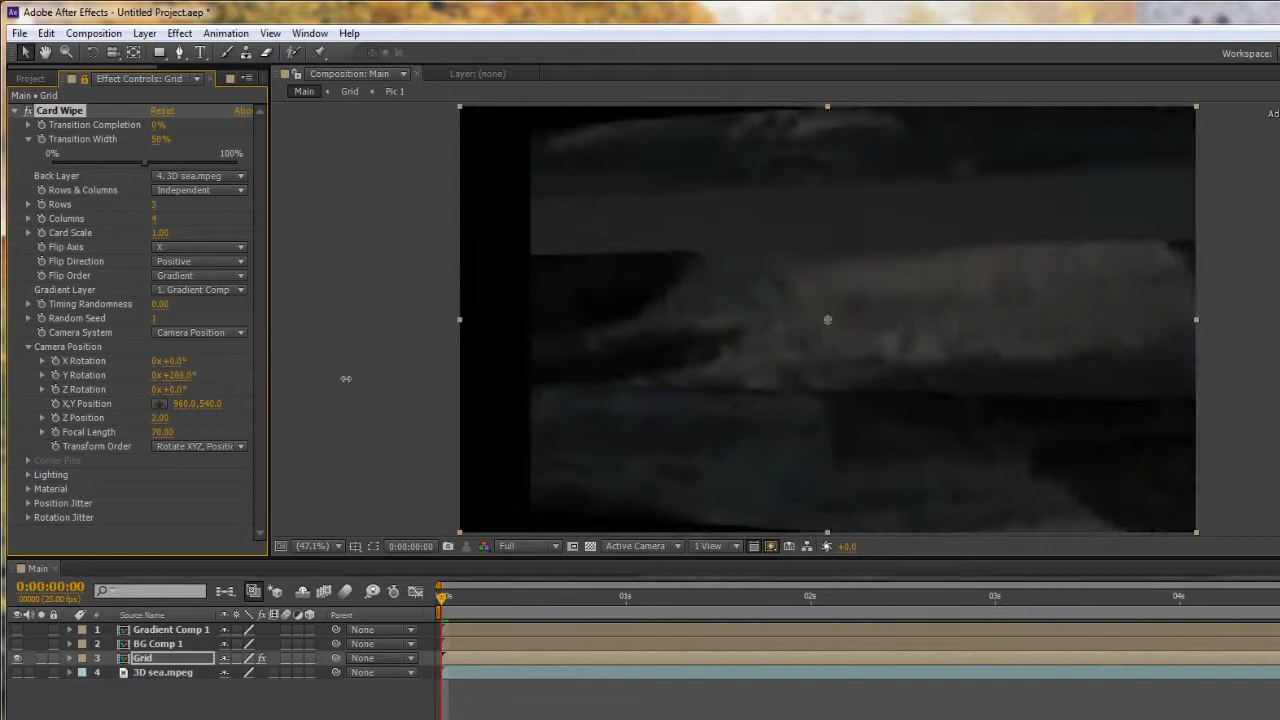 Adobe After Effects - Untitled Project.aep *
File Edit Composition Layer Effect Animation View Window Help
Workspace:
Project Effect Controls: Grid
Composition: Main Layer: (none)
Main • Grid
Main Grid Pic 1
Card Wipe Reset Abo
Ad
Transition Completion 0%
Transition Width 50%
0% 100%
Back Layer 4. 3D sea.mpeg
Rows & Columns Independent
Rows 3
Columns 4
Card Scale 1.00
Flip Axis X
Flip Direction Positive
Flip Order Gradient
Gradient Layer 1. Gradient Comp
Timing Randomness 0.00
Random Seed 1
Camera System Camera Position
Camera Position
X Rotation 0x+0.0°
Y Rotation 0x+288.0°
Z Rotation 0x+0.0°
X,Y Position 960.0,540.0
Z Position 2.00
Focal Length 70.00
Transform Order Rotate XYZ, Positic
Corner Pins
Lighting
Material
Position Jitter
Rotation Jitter
(47.1%) 0:00:00:00 Full Active Camera 1 View +0.0
Main
0:00:00:00
00000 (25.00 fps)
01s 02s 03s 04s
# Source Name fx Parent
1 Gradient Comp 1 None
2 BG Comp 1 None
3 Grid fx None
4 3D sea.mpeg None